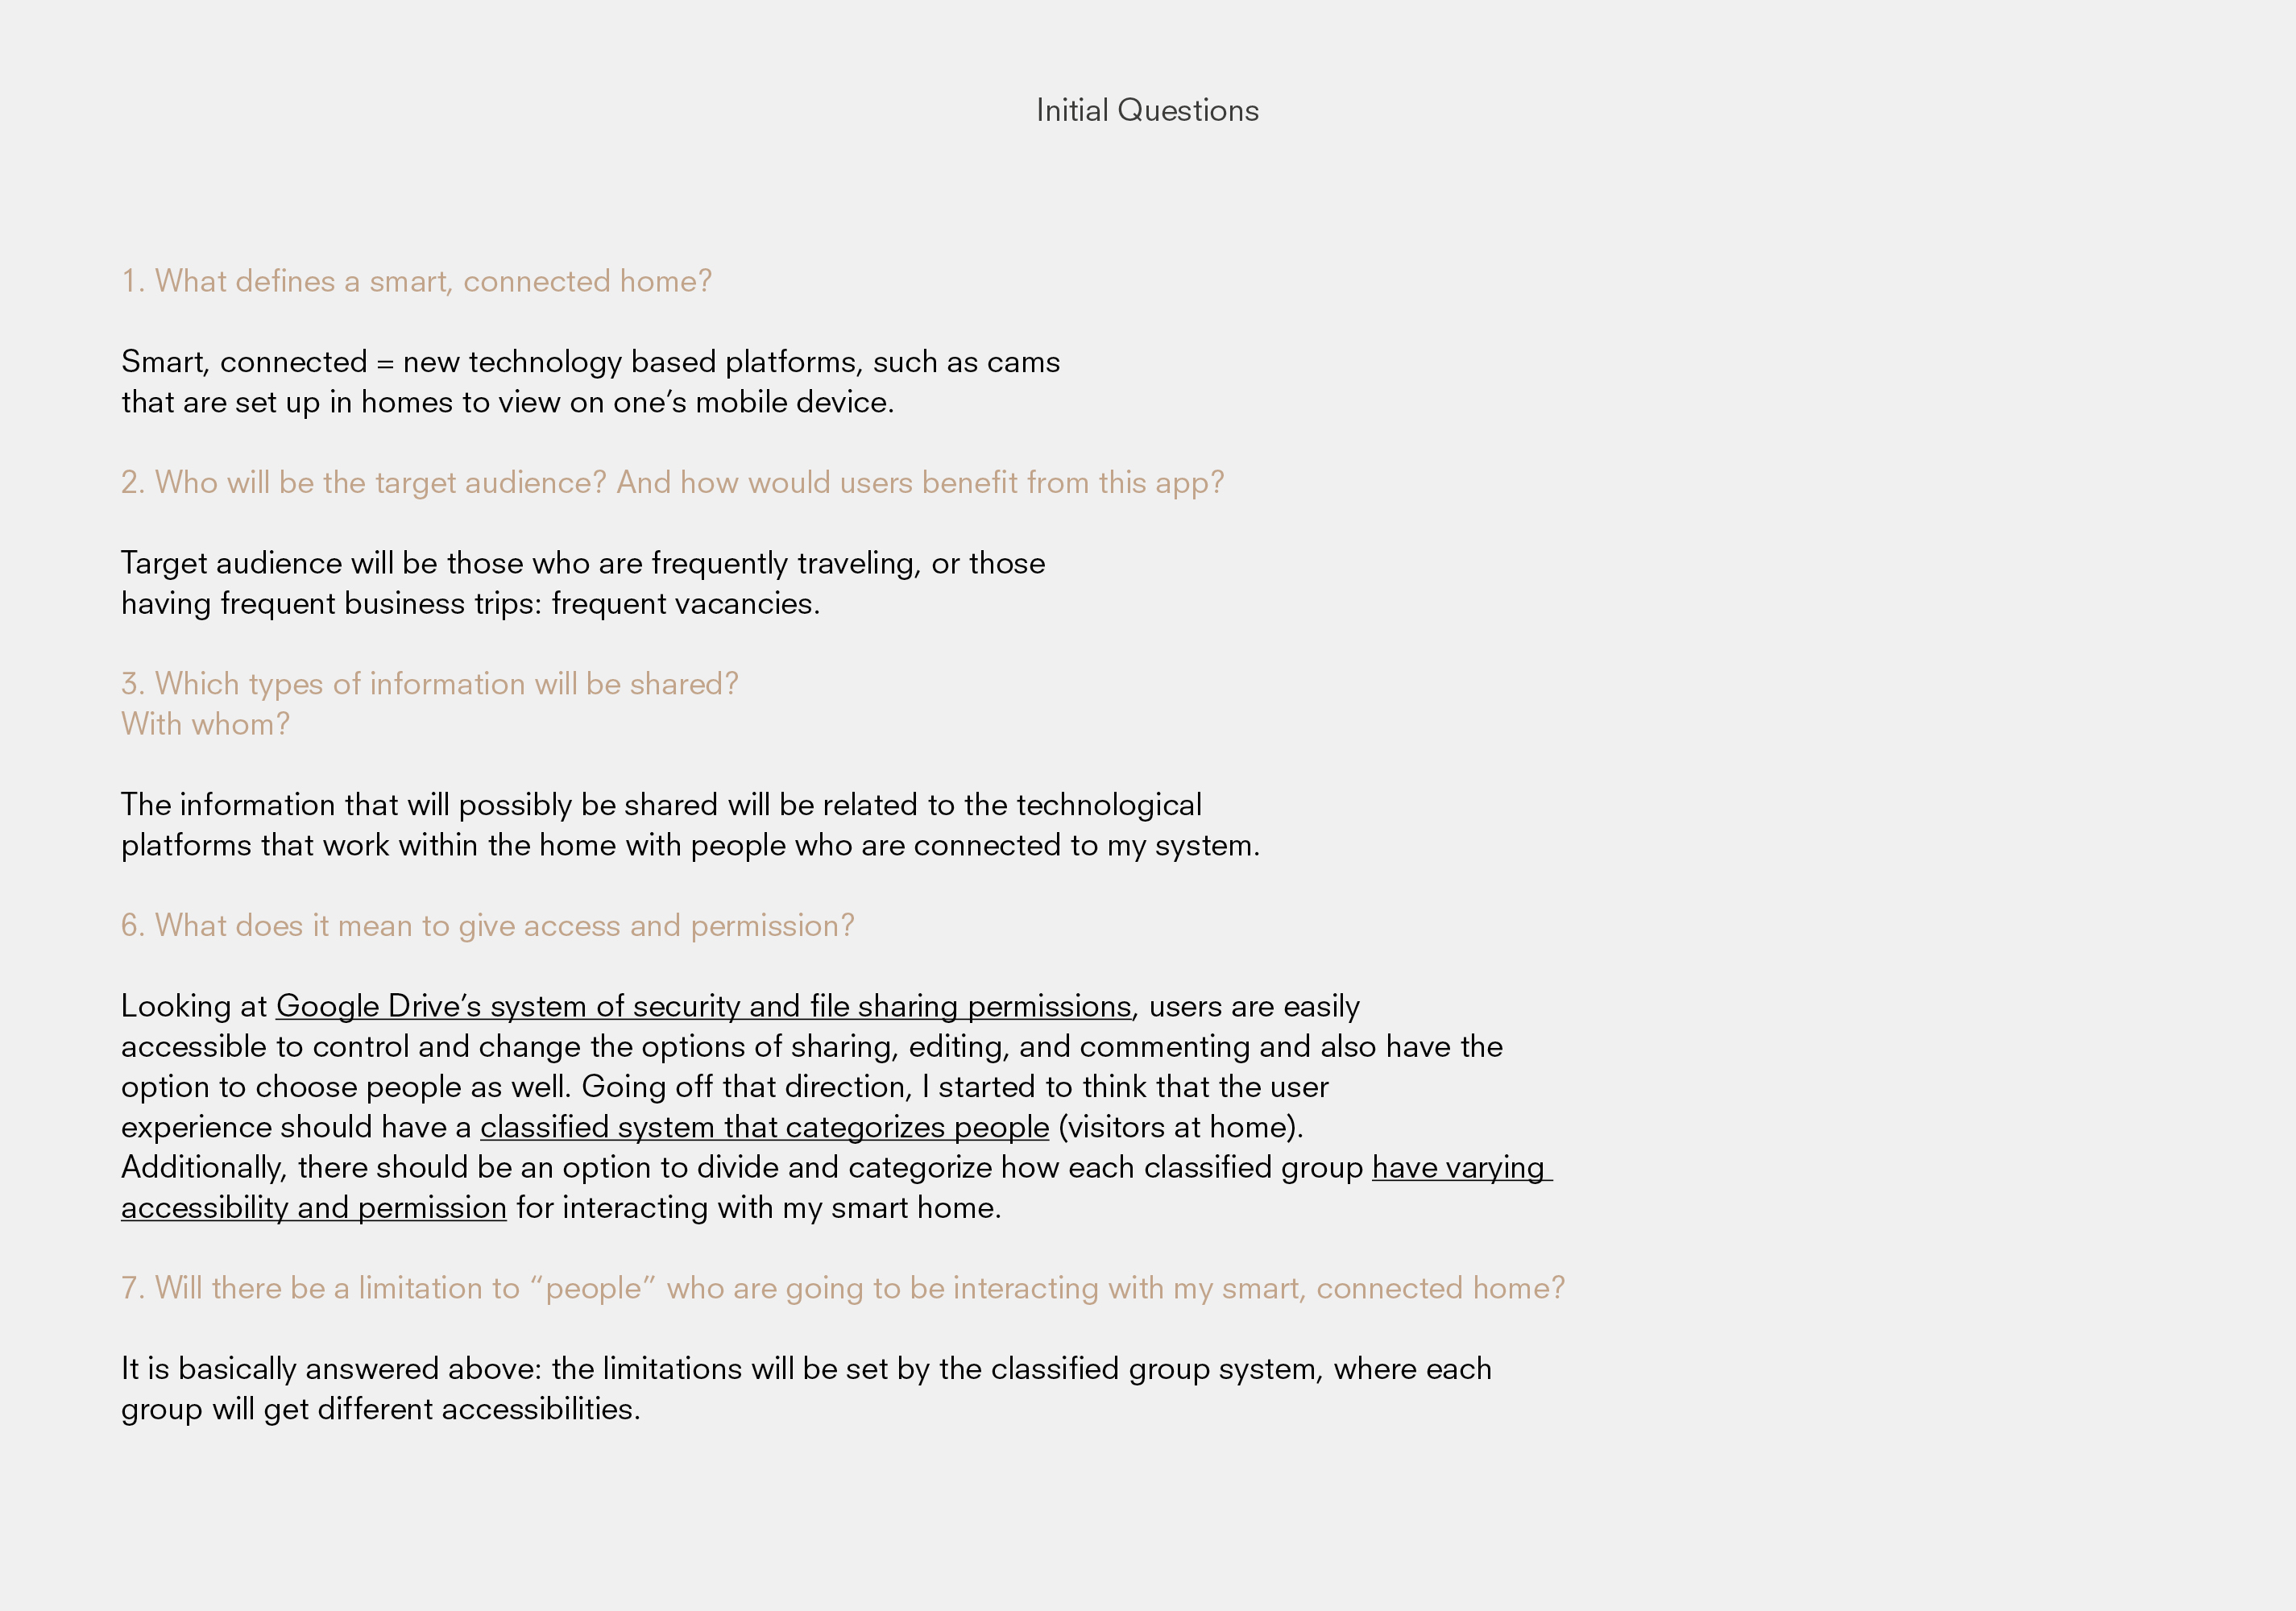 Initial Questions
1. What defines a smart, connected home?
Smart, connected = new technology based platforms, such as cams
that are set up in homes to view on one’s mobile device.
2. Who will be the target audience? And how would users benefit from this app?
Target audience will be those who are frequently traveling, or those
having frequent business trips: frequent vacancies.
3. Which types of information will be shared?
With whom?
The information that will possibly be shared will be related to the technological
platforms that work within the home with people who are connected to my system.
6. What does it mean to give access and permission?
Looking at Google Drive’s system of security and file sharing permissions, users are easily
accessible to control and change the options of sharing, editing, and commenting and also have the
option to choose people as well. Going off that direction, I started to think that the user
experience should have a classified system that categorizes people (visitors at home).
Additionally, there should be an option to divide and categorize how each classified group have varying
accessibility and permission for interacting with my smart home.
7. Will there be a limitation to “people” who are going to be interacting with my smart, connected home?
It is basically answered above: the limitations will be set by the classified group system, where each
group will get different accessibilities.